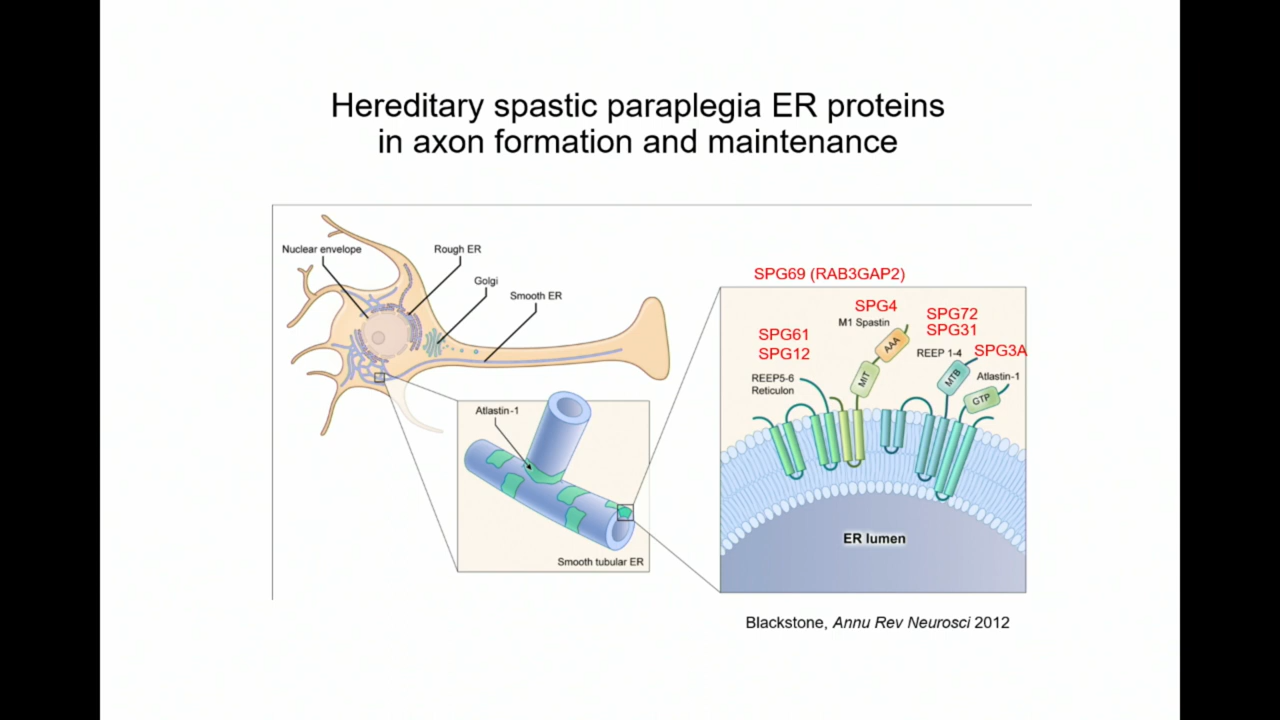 Hereditary spastic paraplegia ER proteins
in axon formation and maintenance
Nuclear envelope
Rough ER
Golgi
Smooth ER
Atlastin-1
Smooth tubular ER
SPG69 (RAB3GAP2)
SPG4
M1 Spastin
AAA
MIT
SPG72
SPG31
REEP 1-4
MTB
SPG3A
Atlastin-1
GTP
SPG61
SPG12
REEP5-6
Reticulon
ER lumen
Blackstone, Annu Rev Neurosci 2012